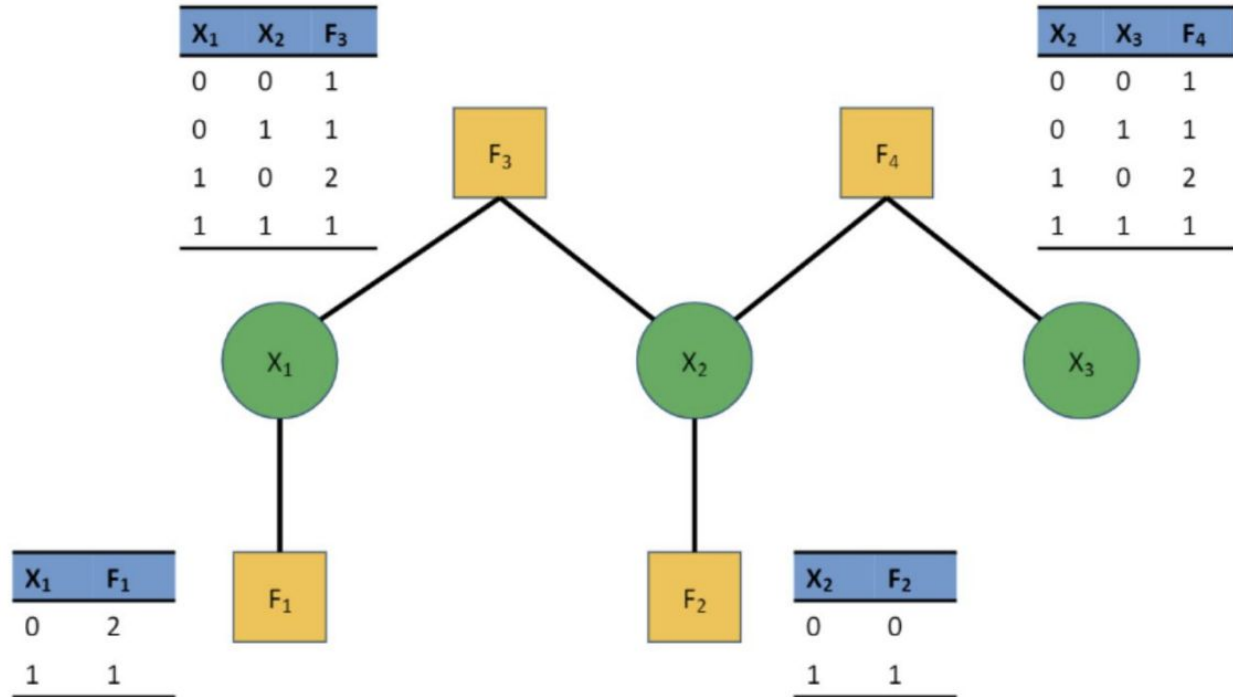 X₁ X₂ F₃
0 0 1
0 1 1
1 0 2
1 1 1
X₂ X₃ F₄
0 0 1
0 1 1
1 0 2
1 1 1
F₃
F₄
X₁
X₂
X₃
X₁ F₁
0 2
1 1
F₁
F₂
X₂ F₂
0 0
1 1